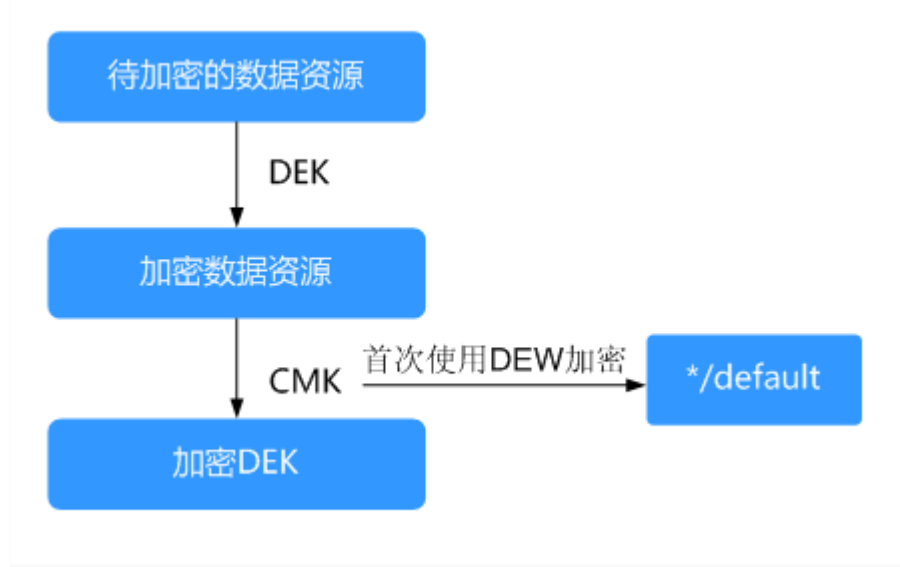 待加密的数据资源
DEK
加密数据资源
首次使用DEW加密
CMK
*/default
加密DEK